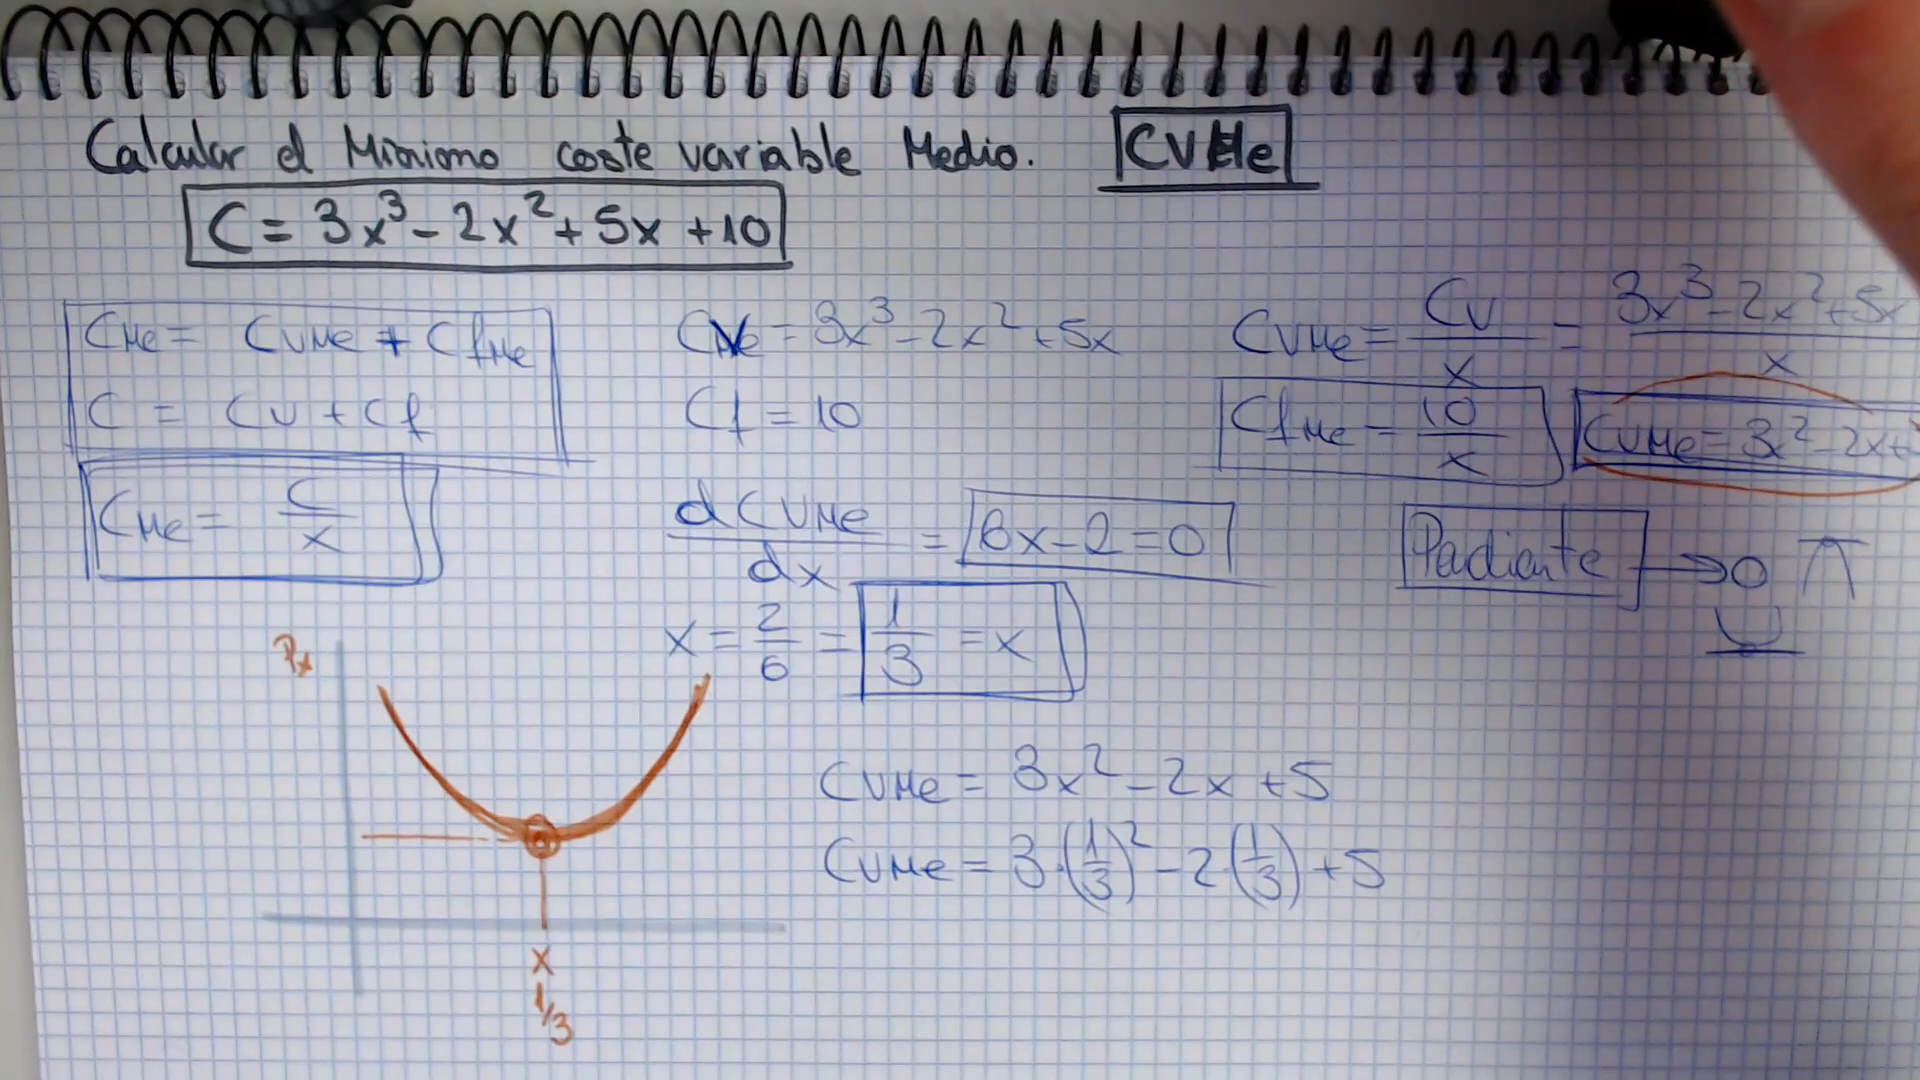 Calcular el Mínimo coste variable Medio. CVMe
C = 3x³ - 2x² + 5x + 10
CMe = CVMe + CfMe
C = CV + Cf
CMe = C/x
CV = 3x³ - 2x² + 5x
Cf = 10
CVMe = CV/x = 3x³ - 2x² + 5x / x
CfMe = 10/x
CVMe = 3x² - 2x +
dCVMe/dx = 6x - 2 = 0
Pendiente → 0
x = 2/6 = 1/3 = x
Px
CVMe = 3x² - 2x + 5
CVMe = 3·(1/3)² - 2·(1/3) + 5
x
1/3